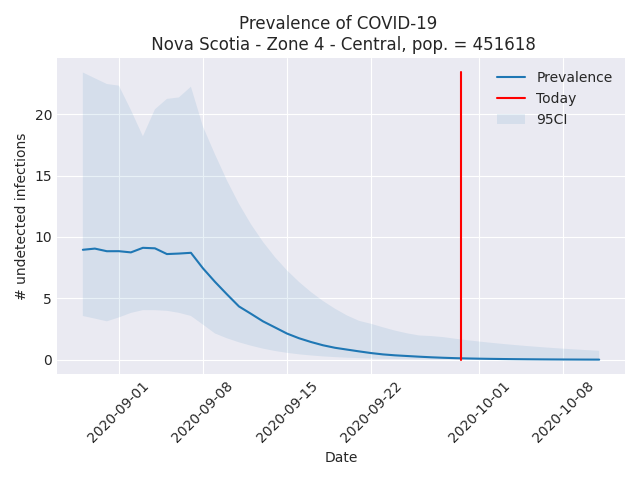 Prevalence of COVID-19
Nova Scotia - Zone 4 - Central, pop. = 451618
Prevalence
Today
95CI
# undetected infections
20
15
10
5
0
2020-09-01
2020-09-08
2020-09-15
2020-09-22
2020-10-01
2020-10-08
Date